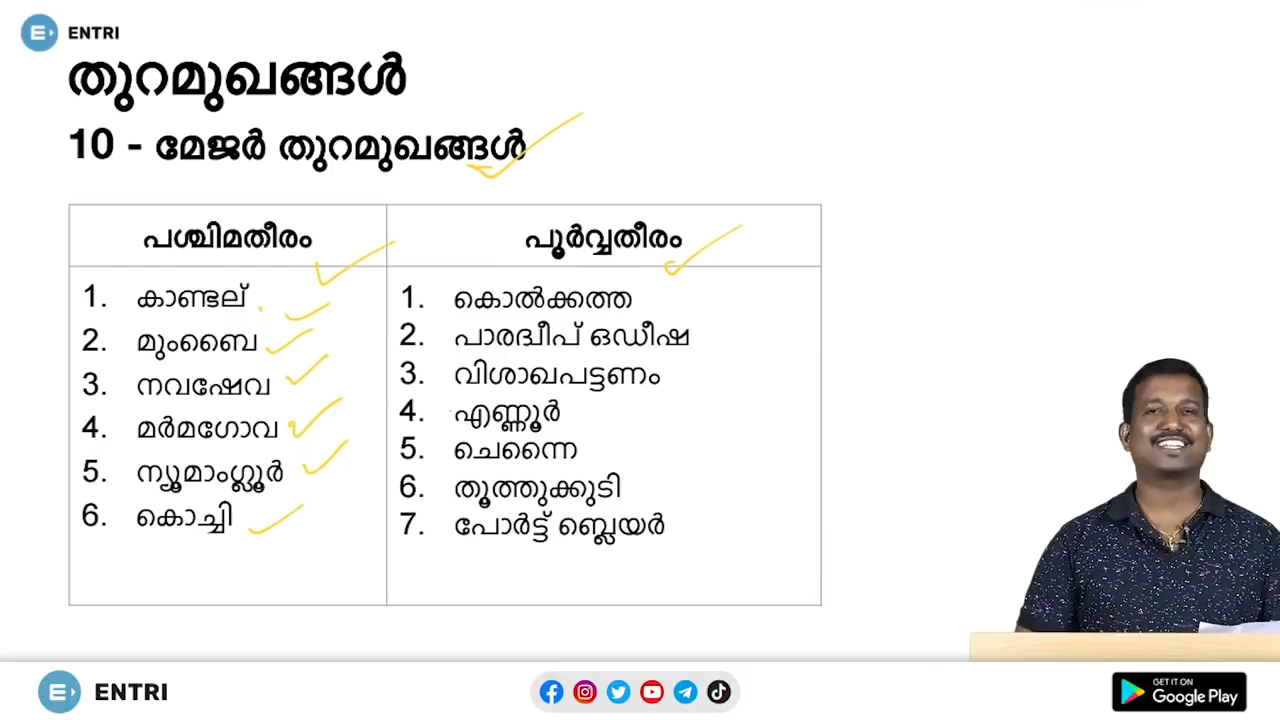 ENTRI
തുറമുഖങ്ങൾ
10 - മേജർ തുറമുഖങ്ങൾ
പശ്ചിമതീരം
1. കാണ്ടല്
2. മുംബൈ
3. നവഷേവ
4. മർമഗോവ
5. ന്യൂമാംഗ്ലൂർ
6. കൊച്ചി
പൂർവ്വതീരം
1. കൊൽക്കത്ത
2. പാരദ്വീപ് ഒഡീഷ
3. വിശാഖപട്ടണം
4. എണ്ണൂർ
5. ചെന്നൈ
6. തൂത്തുക്കുടി
7. പോർട്ട് ബ്ലെയർ
ENTRI
GET IT ON
Google Play